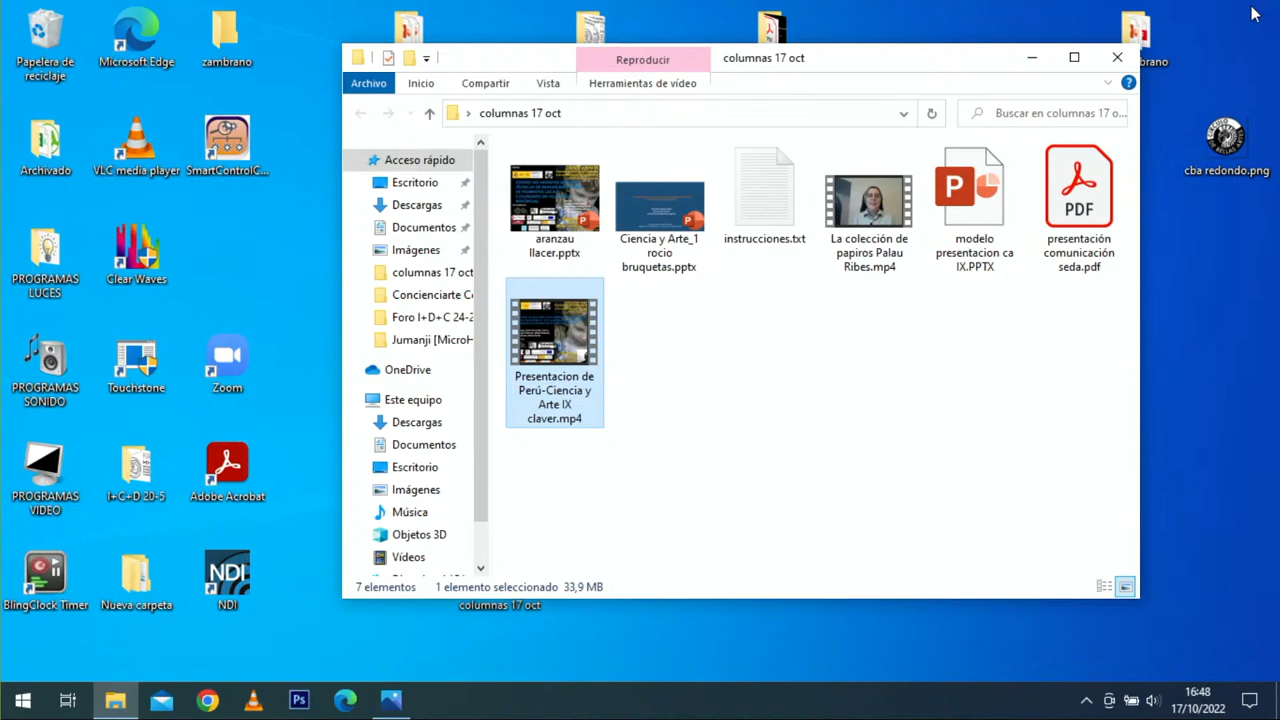 Papelera de
reciclaje
Microsoft Edge
zambrano
Archivado
VLC media player
SmartControlC...
PROGRAMAS
LUCES
Clear Waves
PROGRAMAS
SONIDO
Touchstone
Zoom
PROGRAMAS
VIDEO
I+C+D 20-5
Adobe Acrobat
BlingClock Timer
Nueva carpeta
NDI
Reproducir
columnas 17 oct
Archivo
Inicio
Compartir
Vista
Herramientas de vídeo
columnas 17 oct
Buscar en columnas 17 o...
Acceso rápido
Escritorio
Descargas
Documentos
Imágenes
columnas 17 oct
Concienciarte Co
Foro I+D+C 24-2
Jumanji [MicroH
OneDrive
Este equipo
Descargas
Documentos
Escritorio
Imágenes
Música
Objetos 3D
Vídeos
aranzau
llacer.pptx
Ciencia y Arte_1
rocio
bruquetas.pptx
instrucciones.txt
La colección de
papiros Palau
Ribes.mp4
modelo
presentacion ca
IX.PPTX
PDF
presentación
comunicación
seda.pdf
Presentacion de
Perú-Ciencia y
Arte IX
claver.mp4
7 elementos
1 elemento seleccionado 33,9 MB
columnas 17 oct
cba redondo.png
16:48
17/10/2022